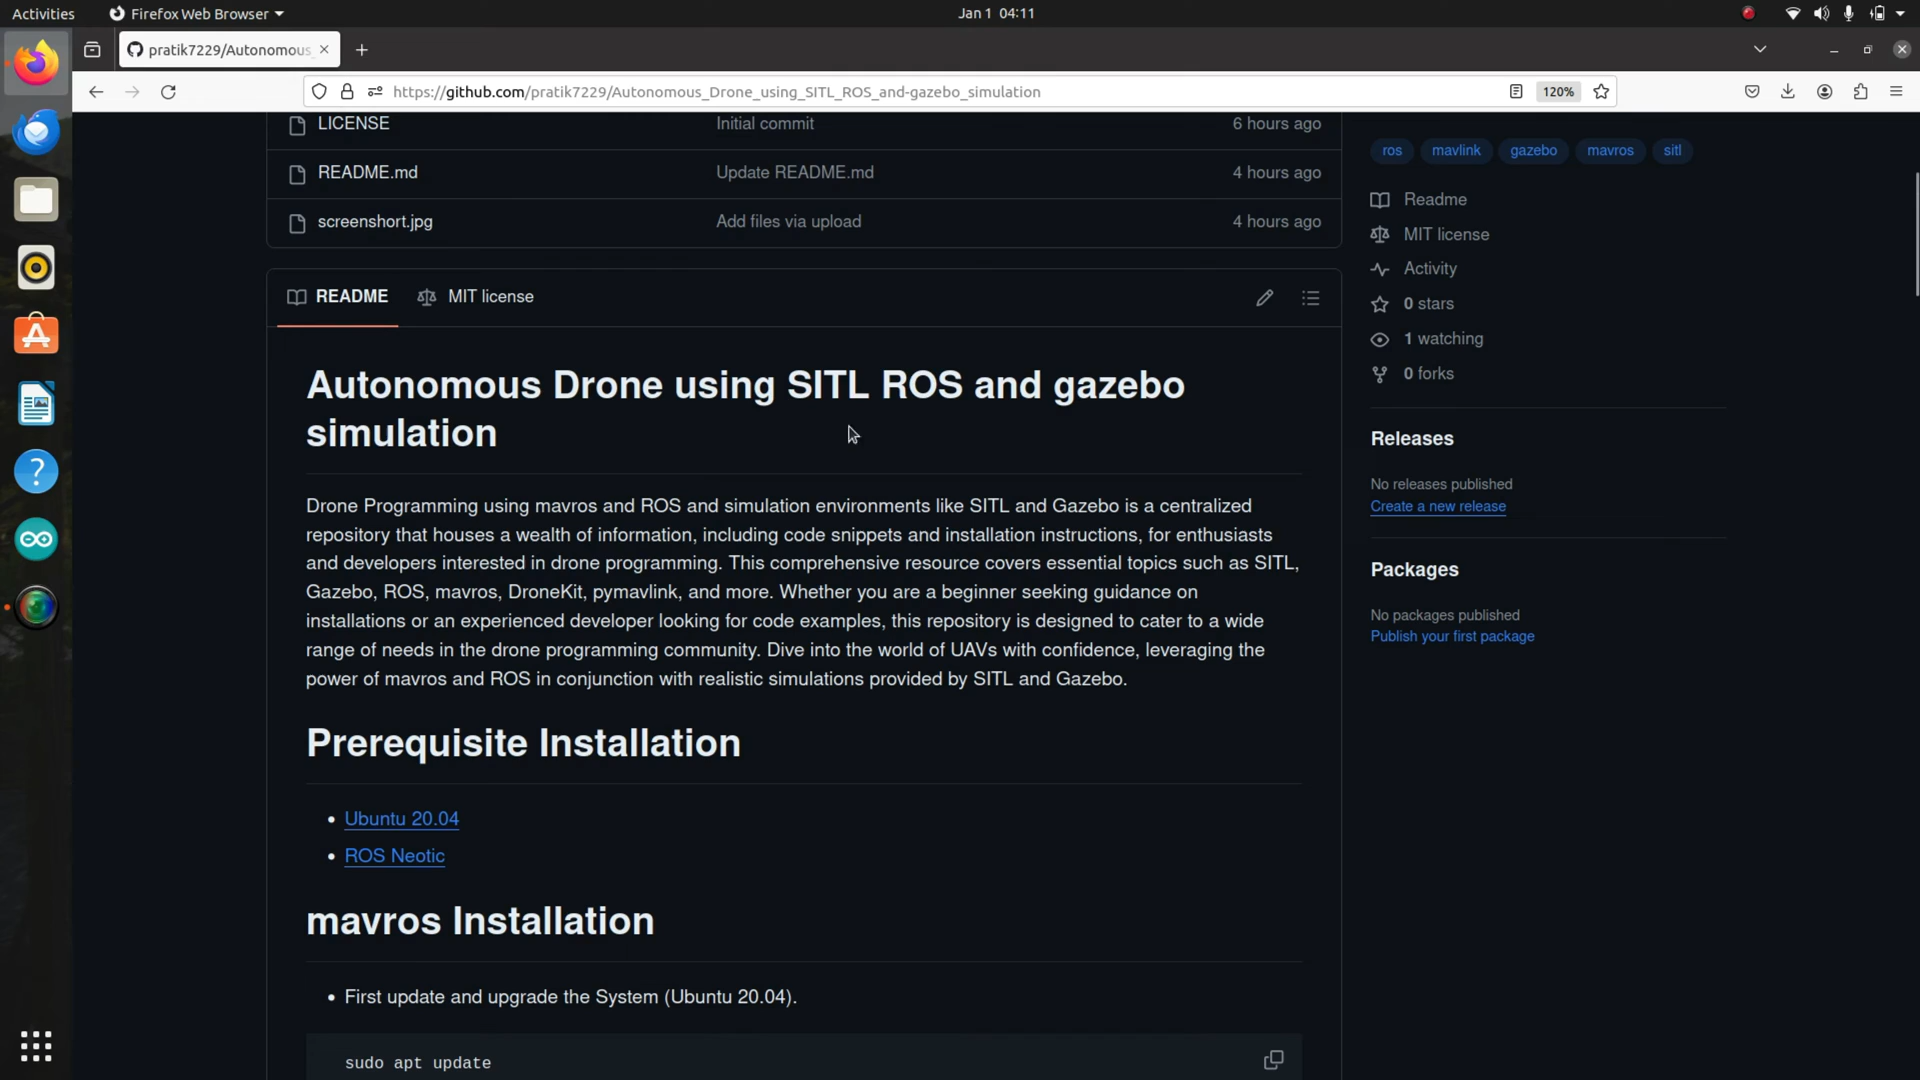 Activities
Firefox Web Browser
Jan 1 04:11
pratik7229/Autonomous_
https://github.com/pratik7229/Autonomous_Drone_using_SITL_ROS_and-gazebo_simulation
120%
LICENSE
Initial commit
6 hours ago
README.md
Update README.md
4 hours ago
screenshort.jpg
Add files via upload
4 hours ago
README
MIT license
Autonomous Drone using SITL ROS and gazebo
simulation
Drone Programming using mavros and ROS and simulation environments like SITL and Gazebo is a centralized
repository that houses a wealth of information, including code snippets and installation instructions, for enthusiasts
and developers interested in drone programming. This comprehensive resource covers essential topics such as SITL,
Gazebo, ROS, mavros, DroneKit, pymavlink, and more. Whether you are a beginner seeking guidance on
installations or an experienced developer looking for code examples, this repository is designed to cater to a wide
range of needs in the drone programming community. Dive into the world of UAVs with confidence, leveraging the
power of mavros and ROS in conjunction with realistic simulations provided by SITL and Gazebo.
Prerequisite Installation
Ubuntu 20.04
ROS Neotic
mavros Installation
First update and upgrade the System (Ubuntu 20.04).
sudo apt update
ros mavlink gazebo mavros sitl
Readme
MIT license
Activity
0 stars
1 watching
0 forks
Releases
No releases published
Create a new release
Packages
No packages published
Publish your first package